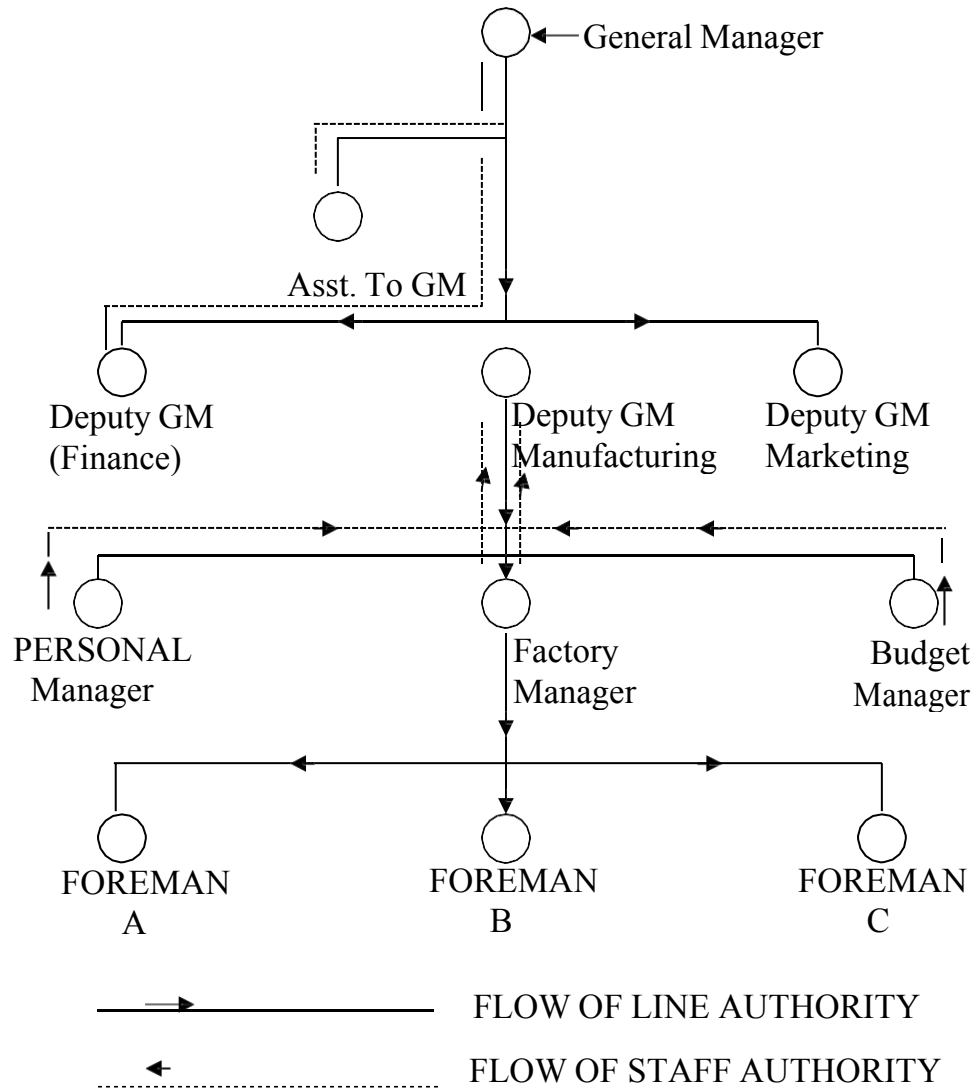 General Manager
Asst. To GM
Deputy GM
(Finance)
Deputy GM
Manufacturing
Deputy GM
Marketing
PERSONAL
Manager
Factory
Manager
Budget
Manager
FOREMAN
A
FOREMAN
B
FOREMAN
C
FLOW OF LINE AUTHORITY
FLOW OF STAFF AUTHORITY